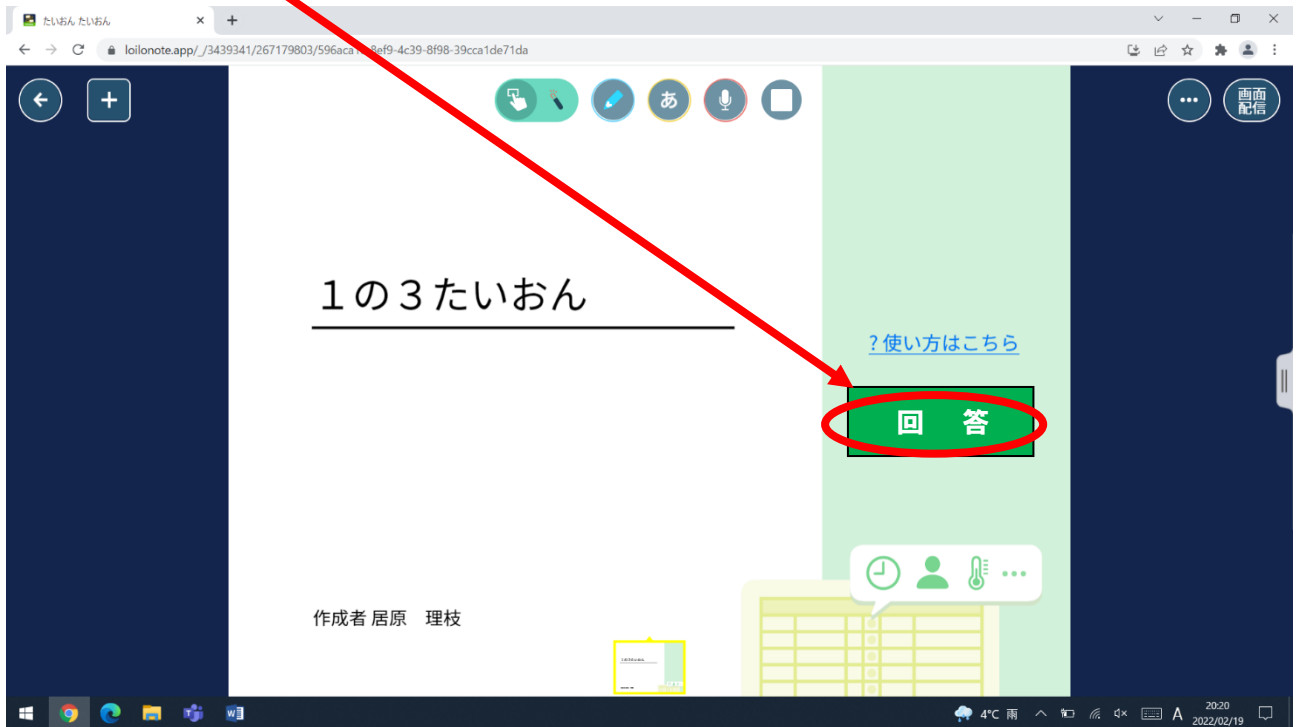 たいおん たいおん
loilonote.app/_/3439341/267179803/596aca
8ef9-4c39-8f98-39cca1de71da
あ
画面
配信
１の３たいおん
?使い方はこちら
回　答
作成者 居原　理枝
4°C 雨
A
20:20
2022/02/19